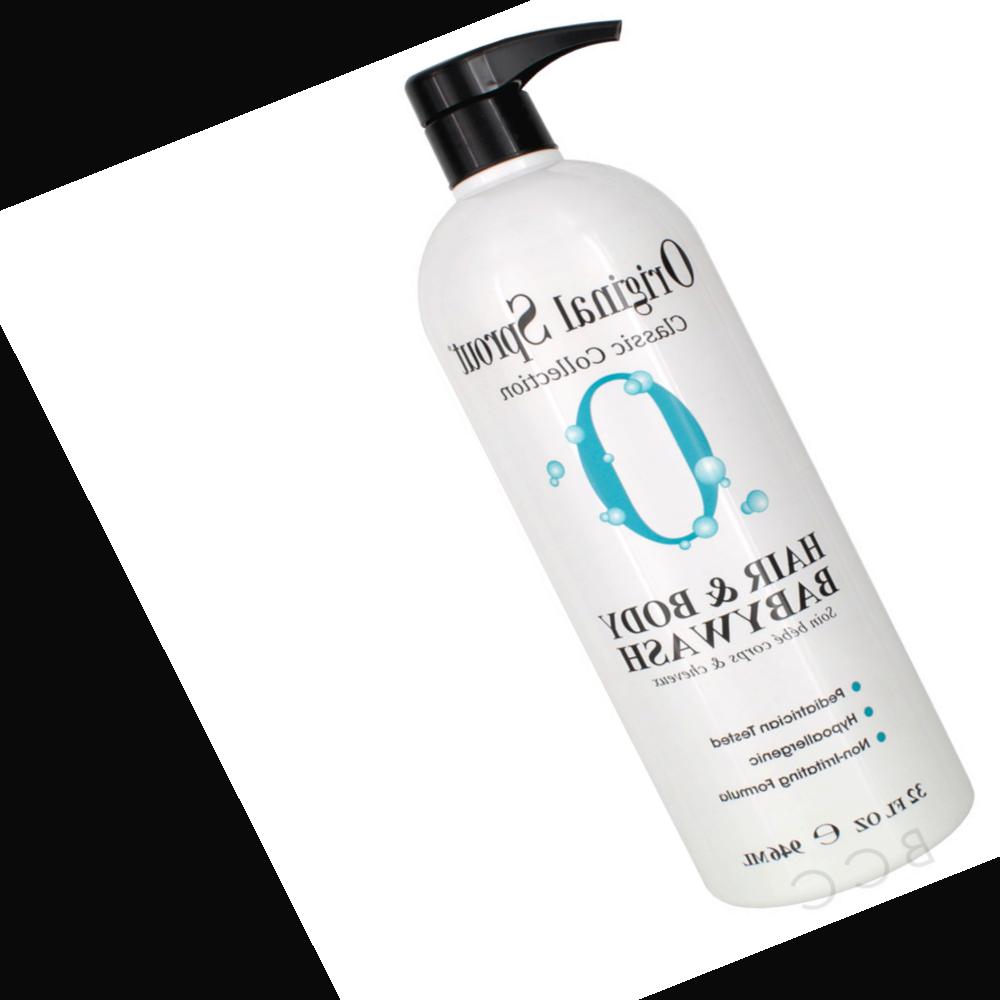 Original Sprout
Classic Collection
O
HAIR & BODY
BABYWASH
Soin bébé corps & cheveux
• Pediatrician Tested
• Hypoallergenic
• Non-Irritating Formula
32 FL OZ ℮ 946ML
BCC